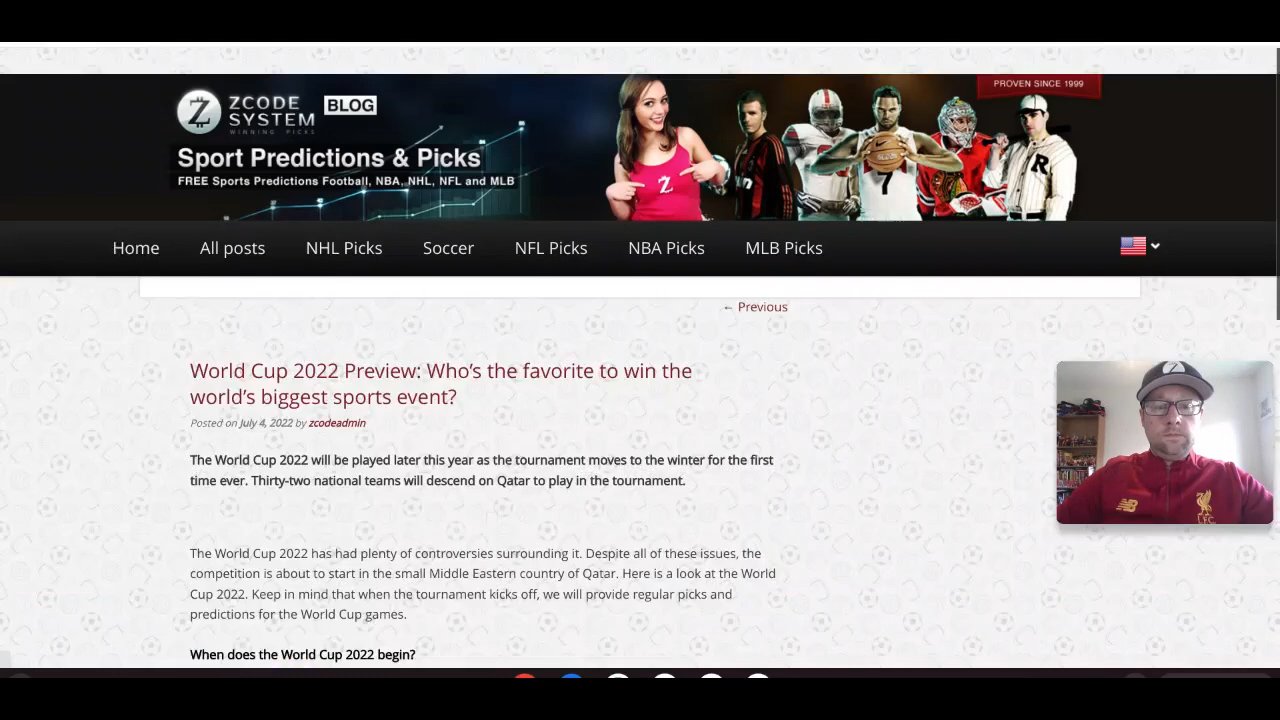 PROVEN SINCE 1999
ZCODE
SYSTEM
WINNING PICKS
BLOG
Sport Predictions & Picks
FREE Sports Predictions Football, NBA, NHL, NFL and MLB
Home All posts NHL Picks Soccer NFL Picks NBA Picks MLB Picks
← Previous
World Cup 2022 Preview: Who's the favorite to win the
world's biggest sports event?
Posted on July 4, 2022 by zcodeadmin
The World Cup 2022 will be played later this year as the tournament moves to the winter for the first
time ever. Thirty-two national teams will descend on Qatar to play in the tournament.
The World Cup 2022 has had plenty of controversies surrounding it. Despite all of these issues, the
competition is about to start in the small Middle Eastern country of Qatar. Here is a look at the World
Cup 2022. Keep in mind that when the tournament kicks off, we will provide regular picks and
predictions for the World Cup games.
When does the World Cup 2022 begin?
Z
7
R
NB
L.F.C.